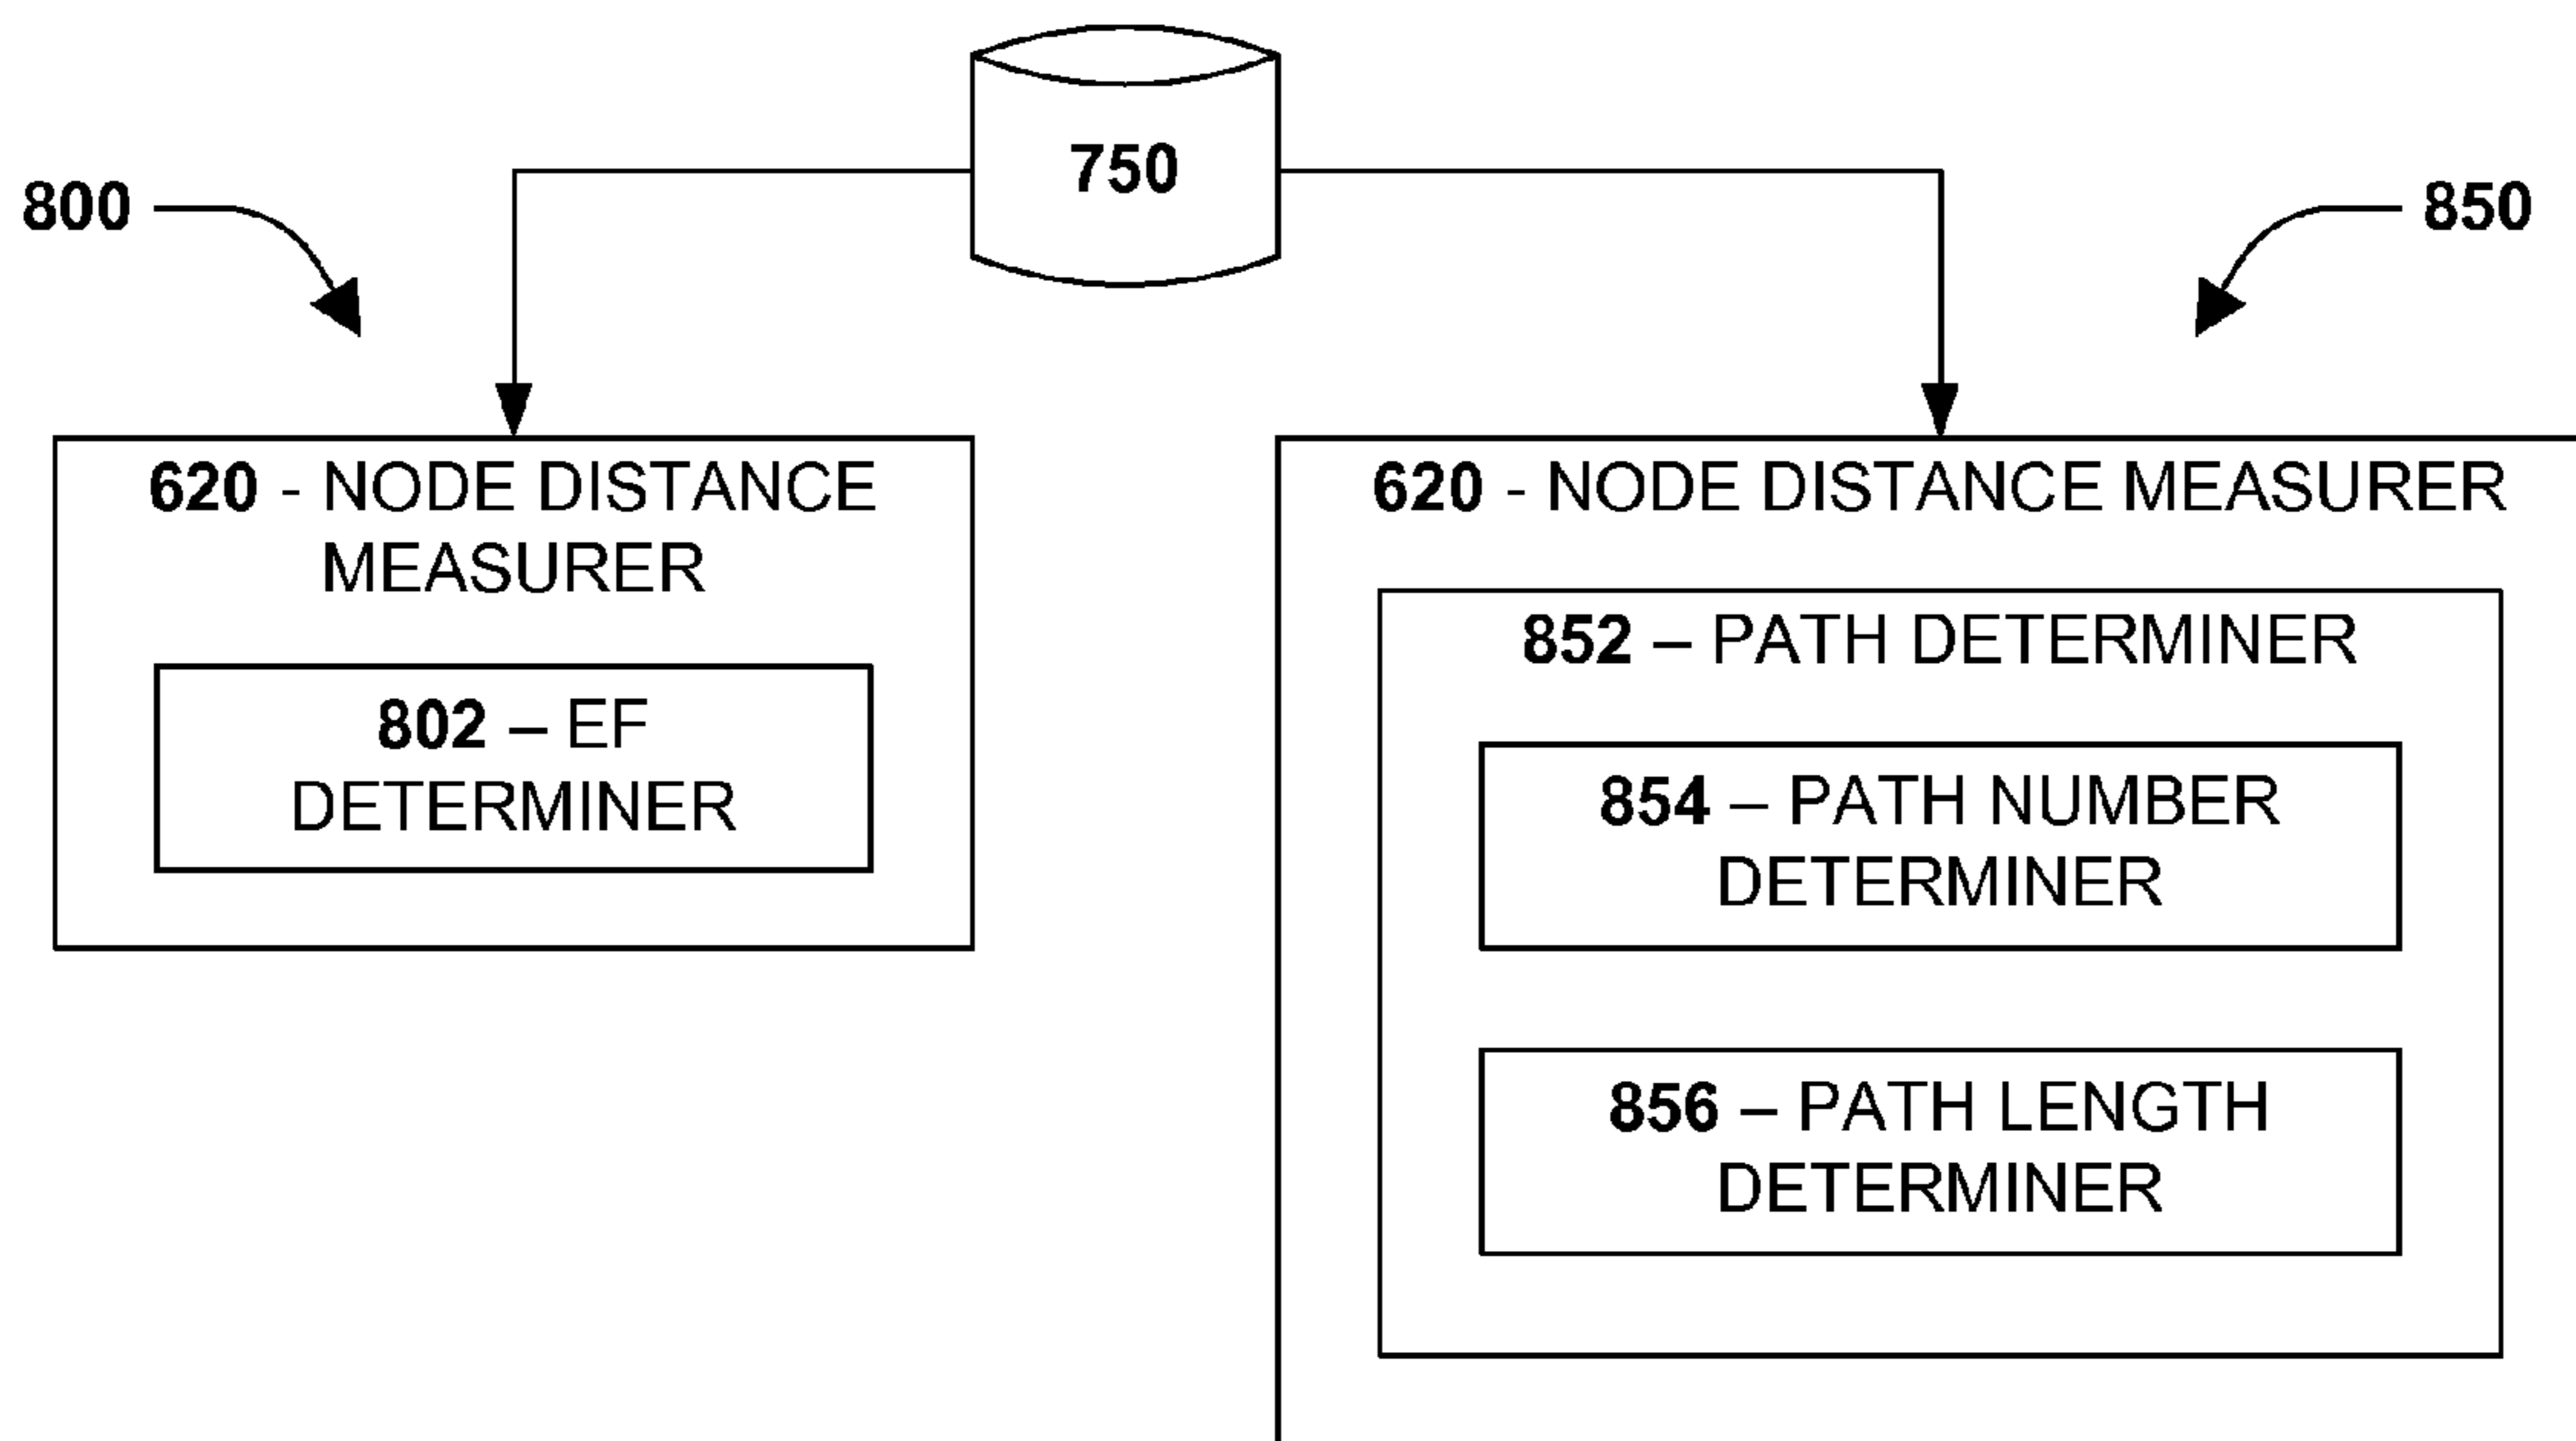 750
800
850
620 - NODE DISTANCE
MEASURER
802 – EF
DETERMINER
620 - NODE DISTANCE MEASURER
852 – PATH DETERMINER
854 – PATH NUMBER
DETERMINER
856 – PATH LENGTH
DETERMINER